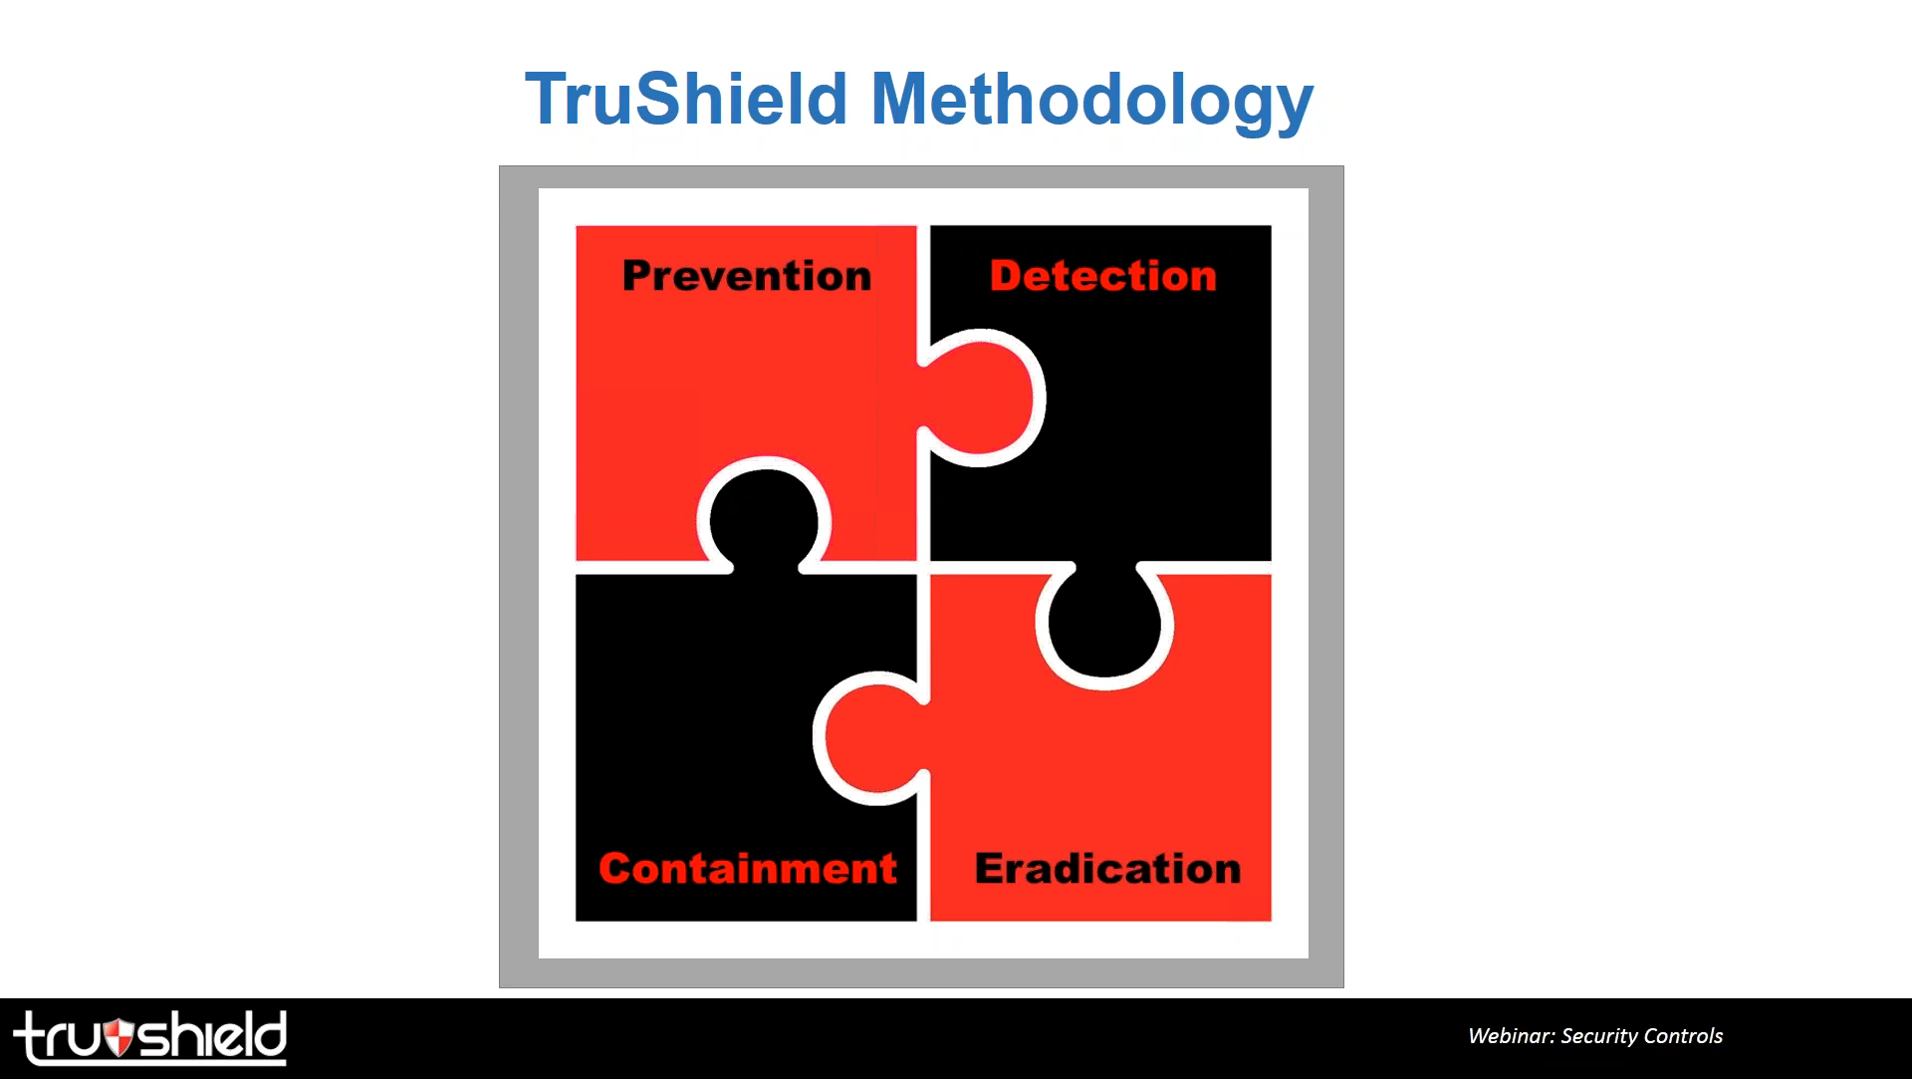 TruShield Methodology
Prevention
Detection
Containment
Eradication
trushield
Webinar: Security Controls